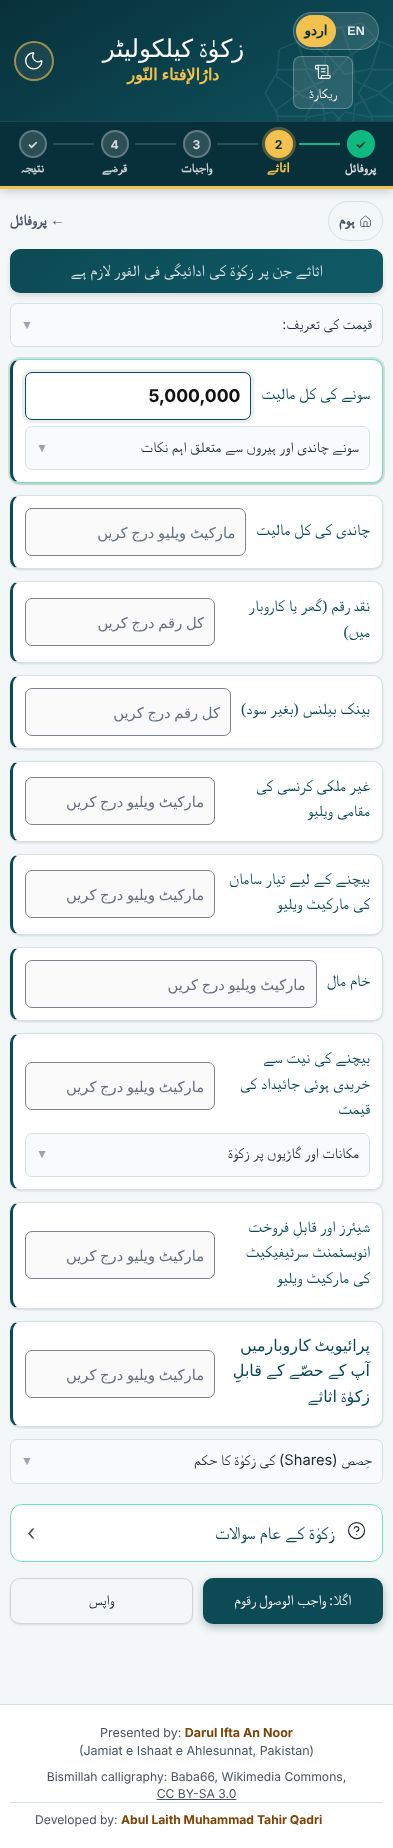 زکوٰۃ کیلکولیٹر
دارُالإفتاء النّور
اردو
EN
ریکارڈ
پروفائل
2
اثاثے
3
واجبات
4
قرضے
نتیجہ
ہوم
← پروفائل
اثاثے جن پر زکوٰۃ کی ادائیگی فی الفور لازم ہے
قیمت کی تعریف:
سونے کی کل مالیت
5,000,000
سونے چاندی اور ہیروں سے متعلق اہم نکات
چاندی کی کل مالیت
مارکیٹ ویلیو درج کریں
نقد رقم (گھر یا کاروبار
میں)
کل رقم درج کریں
بینک بیلنس (بغیر سود)
کل رقم درج کریں
غیر ملکی کرنسی کی
مقامی ویلیو
مارکیٹ ویلیو درج کریں
بیچنے کے لیے تیار سامان
کی مارکیٹ ویلیو
مارکیٹ ویلیو درج کریں
خام مال
مارکیٹ ویلیو درج کریں
بیچنے کی نیت سے
خریدی ہوئی جائیداد کی
قیمت
مارکیٹ ویلیو درج کریں
مکانات اور گاڑیوں پر زکوٰۃ
شیئرز اور قابلِ فروخت
انویسٹمنٹ سرٹیفیکیٹ
کی مارکیٹ ویلیو
مارکیٹ ویلیو درج کریں
پرائیویٹ کاروبارمیں
آپ کے حصّے کے قابلِ
زکوٰۃ اثاثے
مارکیٹ ویلیو درج کریں
حِصص (Shares) کی زکوٰۃ کا حکم
زکوٰۃ کے عام سوالات
اگلا: واجب الوصول رقوم
واپس
Presented by: Darul Ifta An Noor
(Jamiat e Ishaat e Ahlesunnat, Pakistan)
Bismillah calligraphy: Baba66, Wikimedia Commons,
CC BY-SA 3.0
Developed by: Abul Laith Muhammad Tahir Qadri